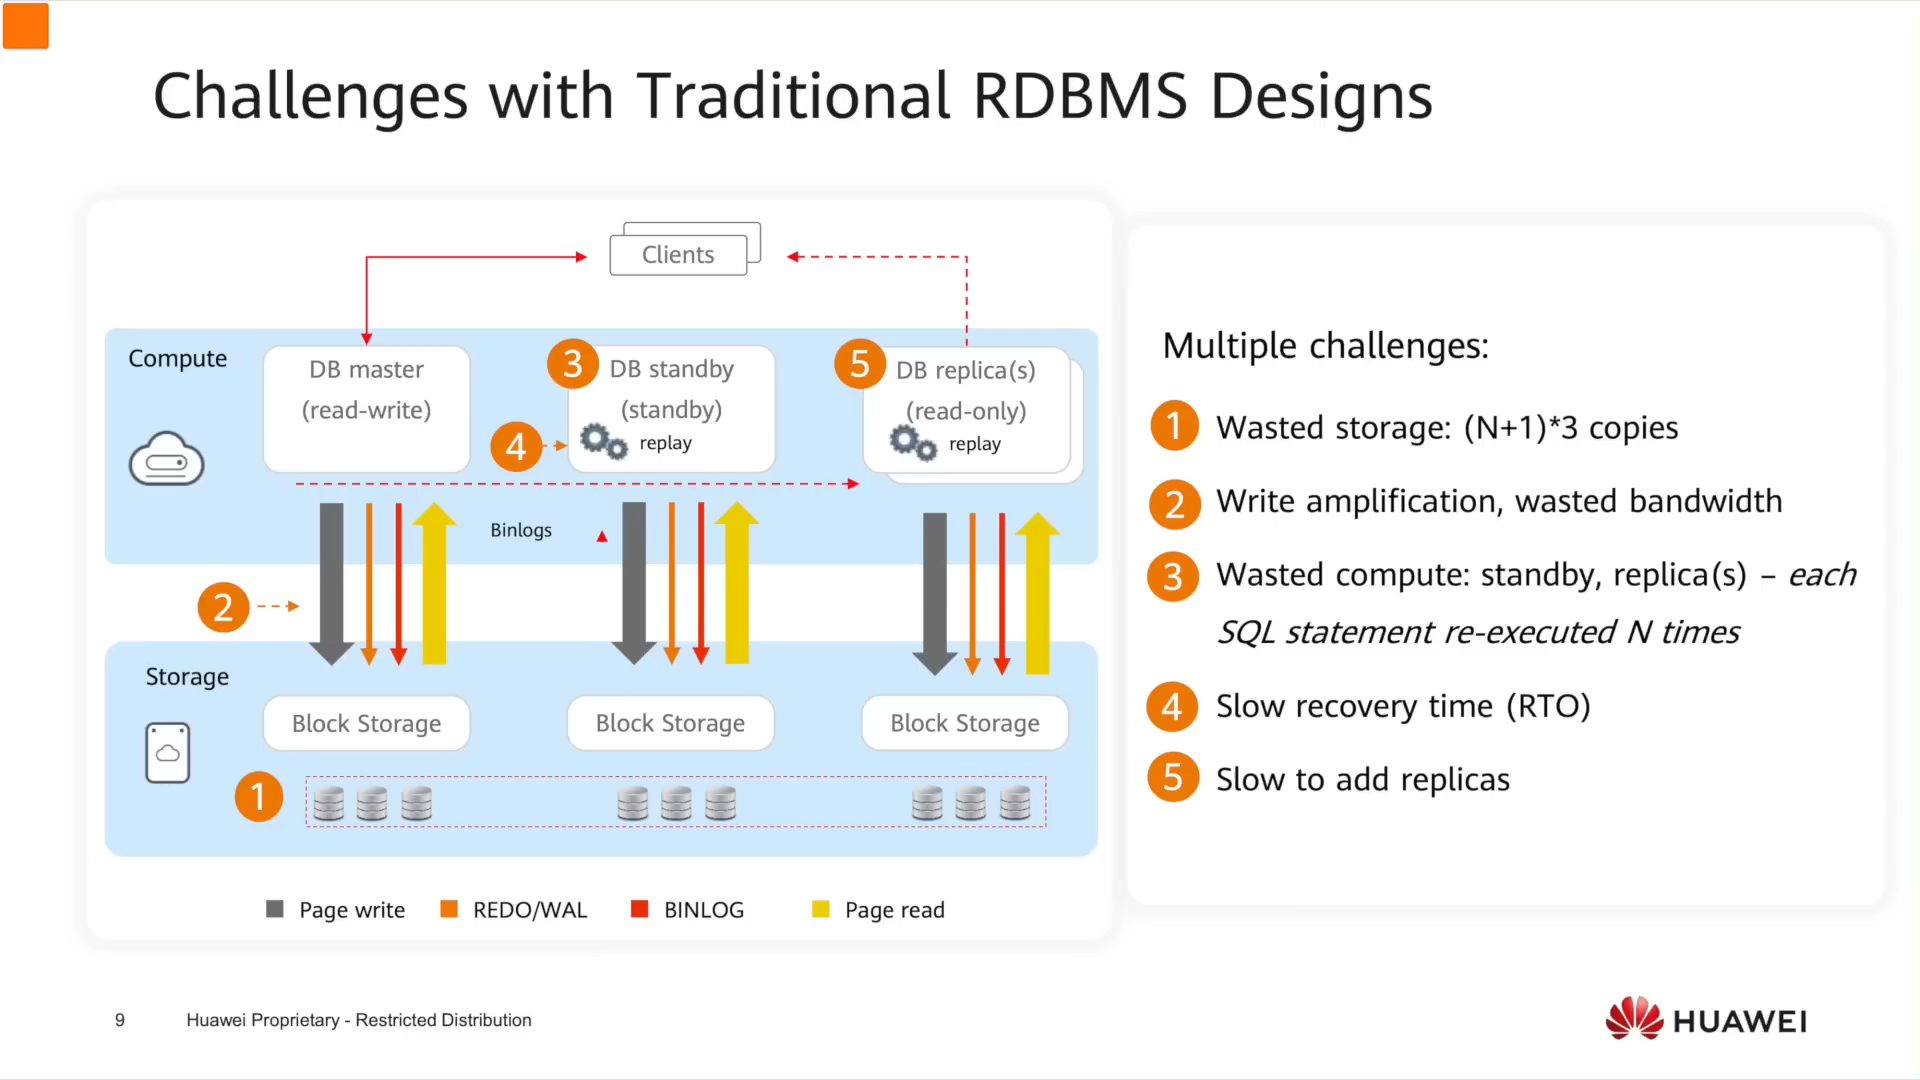 Challenges with Traditional RDBMS Designs
Clients
Compute
DB master
(read-write)
3
DB standby
(standby)
4
replay
5
DB replica(s)
(read-only)
replay
Binlogs
2
Storage
Block Storage
Block Storage
Block Storage
1
Page write
REDO/WAL
BINLOG
Page read
Multiple challenges:
1 Wasted storage: (N+1)*3 copies
2 Write amplification, wasted bandwidth
3 Wasted compute: standby, replica(s) – each
SQL statement re-executed N times
4 Slow recovery time (RTO)
5 Slow to add replicas
9
Huawei Proprietary - Restricted Distribution
HUAWEI